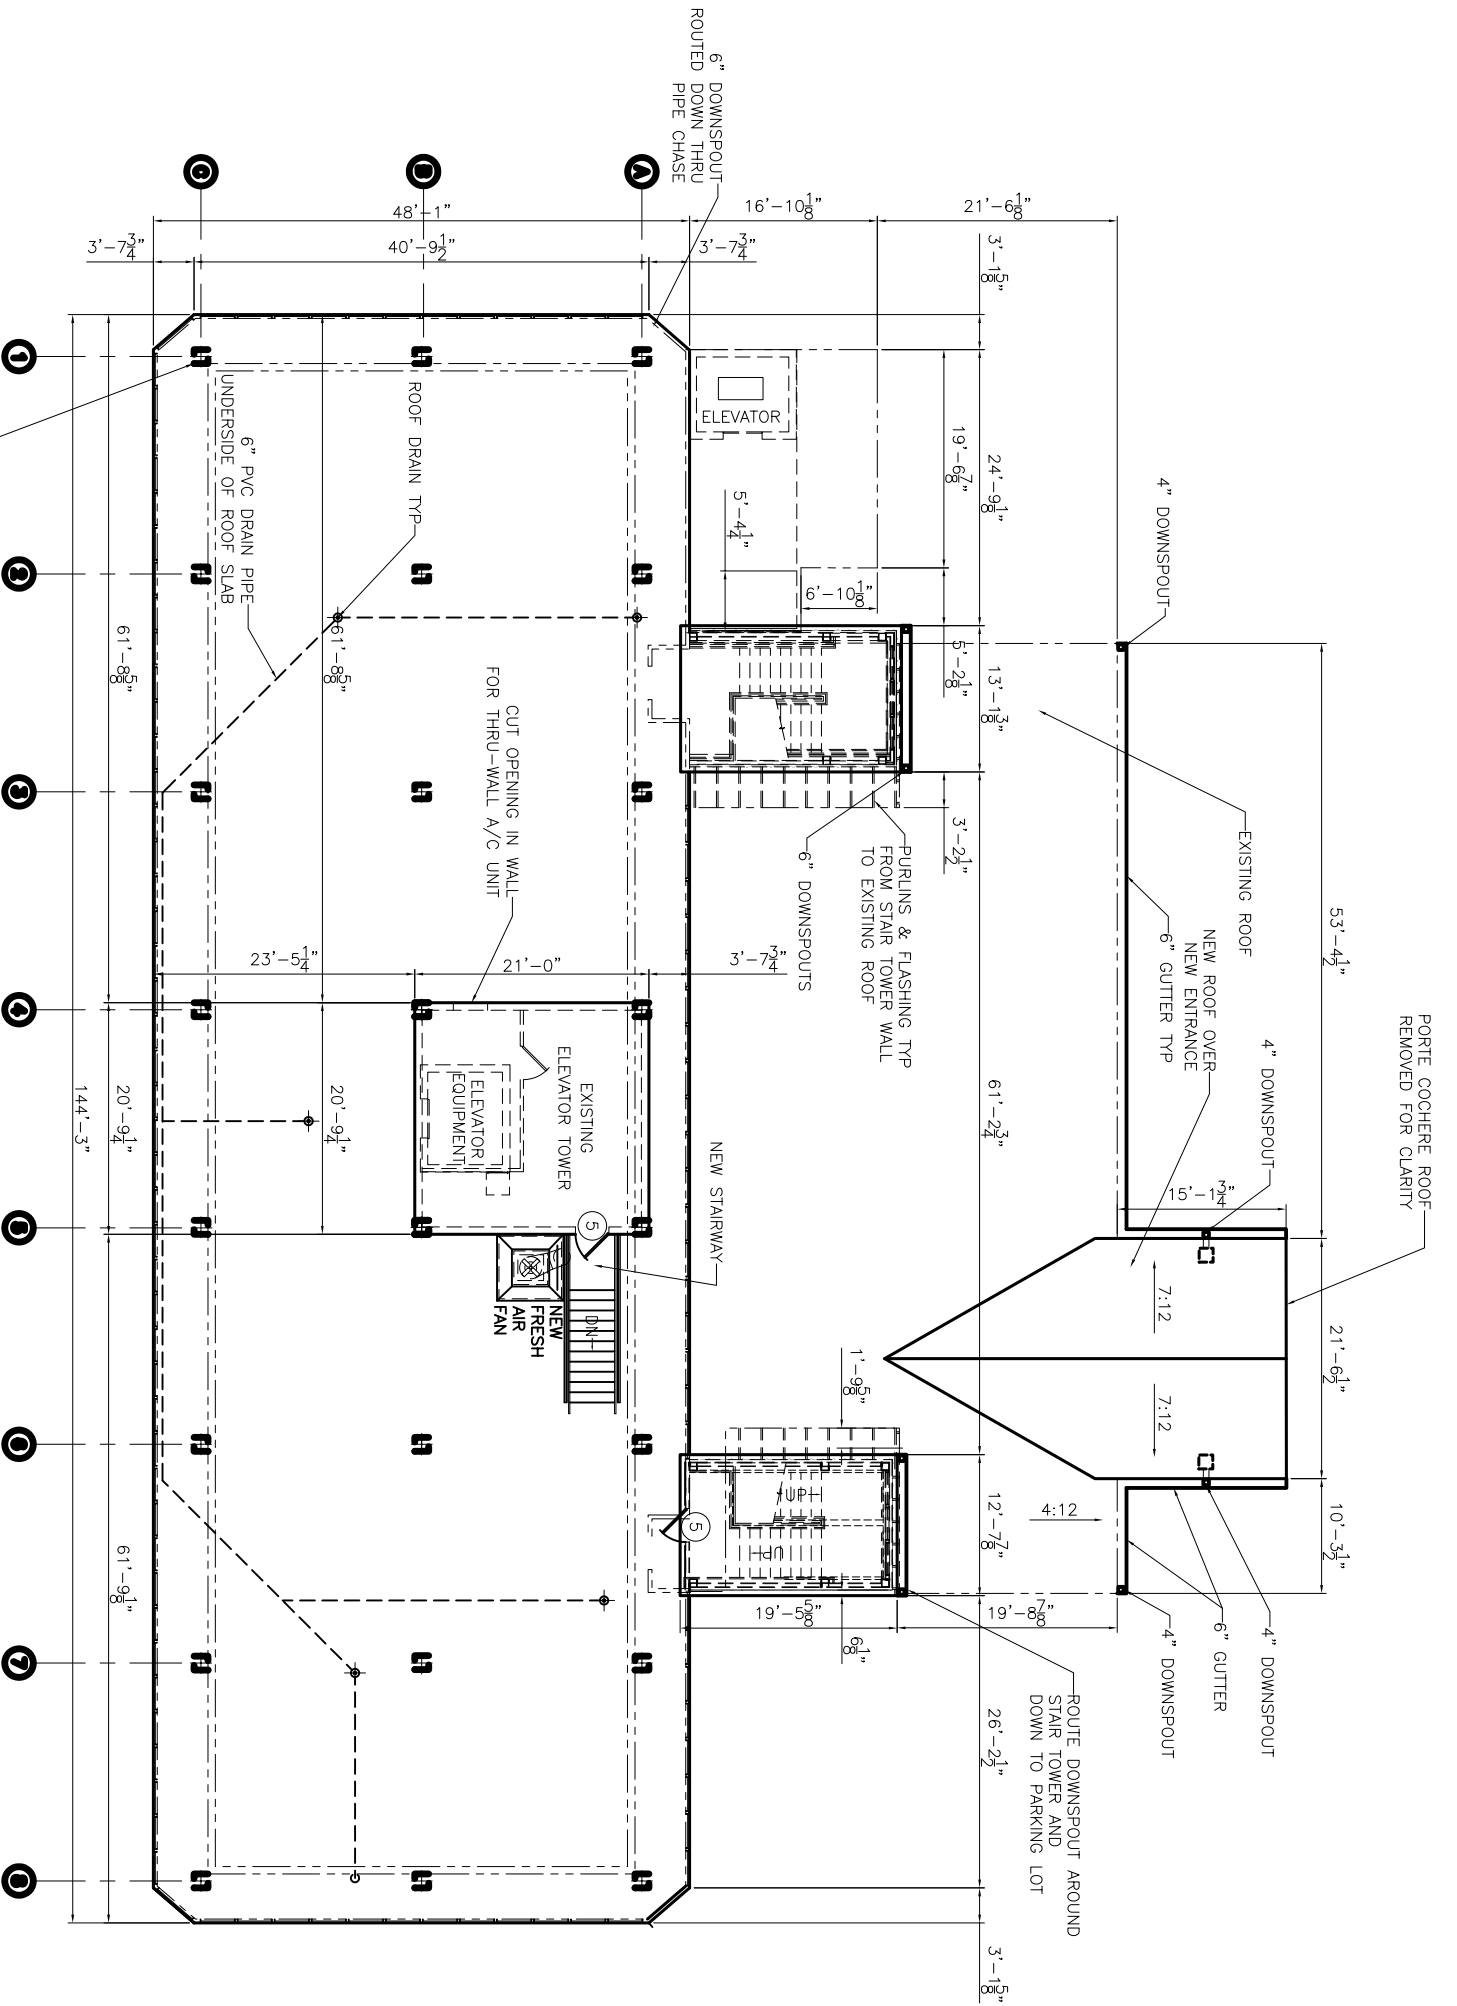 PORTE COCHERE ROOF
REMOVED FOR CLARITY
53'-4 1/2"
21'-6 1/2"
10'-3 1/2"
4" DOWNSPOUT
EXISTING ROOF
NEW ROOF OVER
NEW ENTRANCE
6" GUTTER TYP
4" DOWNSPOUT
15'-1 3/4"
7:12
7:12
4:12
4" DOWNSPOUT
6" GUTTER
4" DOWNSPOUT
ROUTE DOWNSPOUT AROUND
STAIR TOWER AND
DOWN TO PARKING LOT
3'-1 5/8"
24'-9 1/8"
13'-1 3/8"
61'-2 3/4"
12'-7 7/8"
26'-2 1/2"
3'-1 5/8"
19'-6 7/8"
5'-2 1/8"
3'-2 1/2"
21'-6 1/8"
16'-10 1/8"
6'-10 1/8"
5'-4 1/4"
PURLINS & FLASHING TYP
FROM STAIR TOWER WALL
TO EXISTING ROOF
6" DOWNSPOUTS
1'-9 5/8"
19'-8 7/8"
19'-5 5/8"
6 1/8"
UP
UP
5
6" DOWNSPOUT
ROUTED DOWN THRU
PIPE CHASE
ELEVATOR
NEW STAIRWAY
A
B
C
48'-1"
3'-7 3/4"
40'-9 1/2"
3'-7 3/4"
3'-7 3/4"
21'-0"
23'-5 1/4"
CUT OPENING IN WALL
FOR THRU-WALL A/C UNIT
EXISTING
ELEVATOR TOWER
ELEVATOR
EQUIPMENT
5
DN
NEW
FRESH
AIR
FAN
ROOF DRAIN TYP
6" PVC DRAIN PIPE
UNDERSIDE OF ROOF SLAB
61'-8 5/8"
20'-9 1/4"
61'-8 5/8"
20'-9 1/4"
61'-9 1/8"
144'-3"
1
2
3
4
5
6
7
8